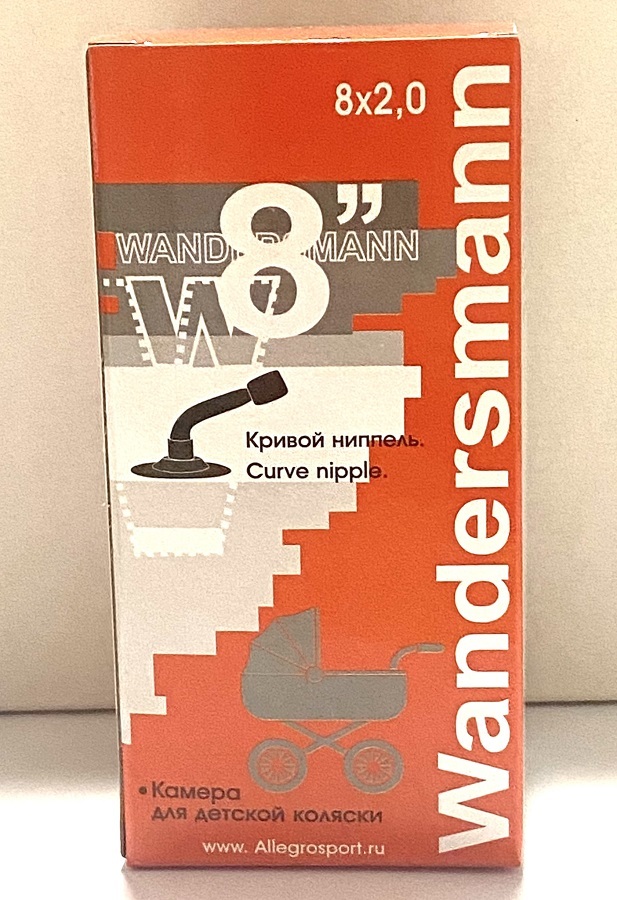 8x2,0
Wandersmann
8”
WANDERSMANN
W
Кривой ниппель.
Curve nipple.
•Камера
для детской коляски
www. Allegrosport.ru